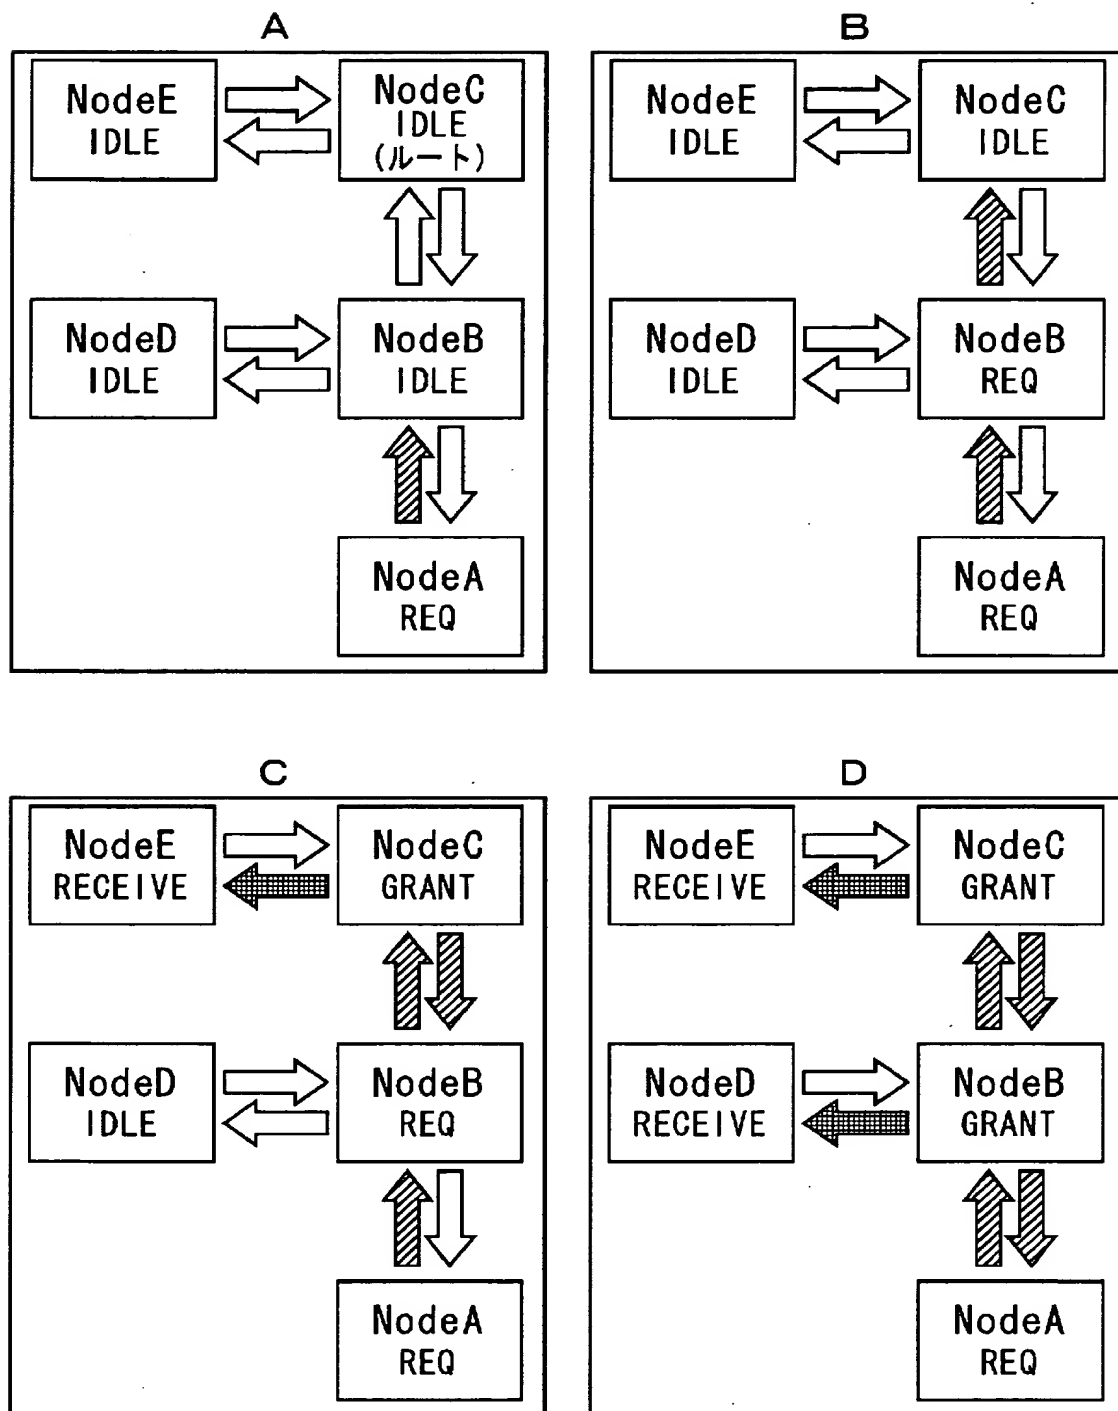 A
NodeE
IDLE
NodeC
IDLE
(ルート)
NodeD
IDLE
NodeB
IDLE
NodeA
REQ
B
NodeE
IDLE
NodeC
IDLE
NodeD
IDLE
NodeB
REQ
NodeA
REQ
C
NodeE
RECEIVE
NodeC
GRANT
NodeD
IDLE
NodeB
REQ
NodeA
REQ
D
NodeE
RECEIVE
NodeC
GRANT
NodeD
RECEIVE
NodeB
GRANT
NodeA
REQ